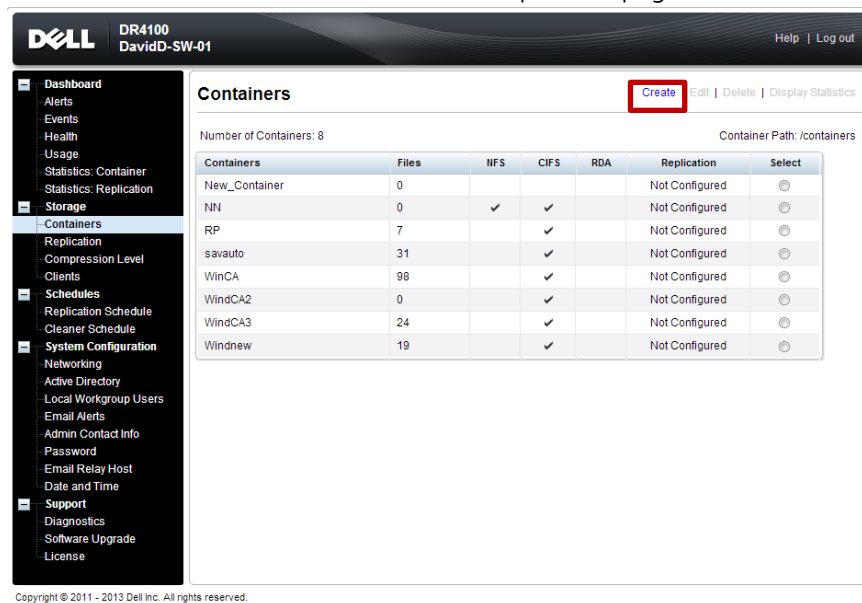 DELL
DR4100
DavidD-SW-01
Help | Log out
Dashboard
Alerts
Events
Health
Usage
Statistics: Container
Statistics: Replication
Storage
Containers
Replication
Compression Level
Clients
Schedules
Replication Schedule
Cleaner Schedule
System Configuration
Networking
Active Directory
Local Workgroup Users
Email Alerts
Admin Contact Info
Password
Email Relay Host
Date and Time
Support
Diagnostics
Software Upgrade
License
Containers
Create Edit | Delete | Display Statistics
Number of Containers: 8 Container Path: /containers
Containers Files NFS CIFS RDA Replication Select
New_Container 0 Not Configured
NN 0 ✔ ✔ Not Configured
RP 7 ✔ Not Configured
savauto 31 ✔ Not Configured
WinCA 98 ✔ Not Configured
WindCA2 0 ✔ Not Configured
WindCA3 24 ✔ Not Configured
Windnew 19 ✔ Not Configured
Copyright © 2011 - 2013 Dell Inc. All rights reserved.